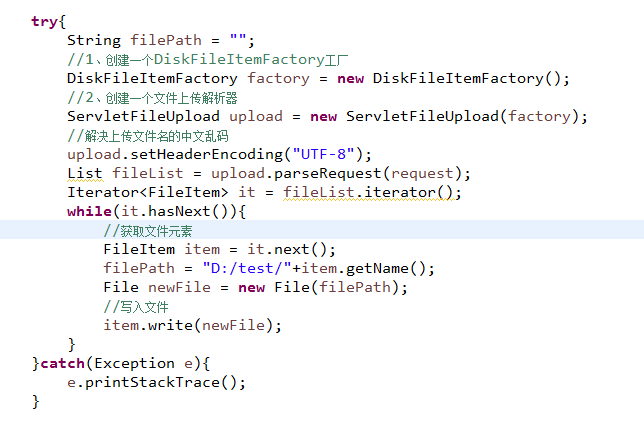 try{
String filePath = "";
//1、创建一个DiskFileItemFactory工厂
DiskFileItemFactory factory = new DiskFileItemFactory();
//2、创建一个文件上传解析器
ServletFileUpload upload = new ServletFileUpload(factory);
//解决上传文件名的中文乱码
upload.setHeaderEncoding("UTF-8");
List fileList = upload.parseRequest(request);
Iterator<FileItem> it = fileList.iterator();
while(it.hasNext()){
//获取文件元素
FileItem item = it.next();
filePath = "D:/test/"+item.getName();
File newFile = new File(filePath);
//写入文件
item.write(newFile);
}
}catch(Exception e){
e.printStackTrace();
}